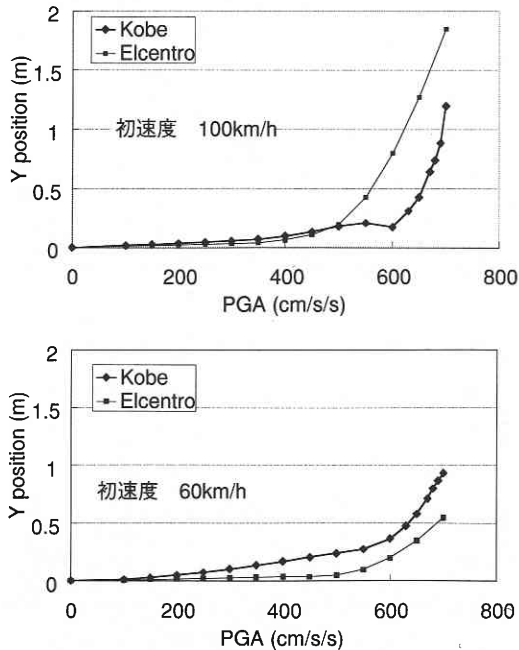 2
Kobe
Elcentro
1.5
初速度 100km/h
1
0.5
0
Y position (m)
0 200 400 600 800
PGA (cm/s/s)
2
Kobe
Elcentro
1.5
1
初速度 60km/h
0.5
0
Y position (m)
0 200 400 600 800
PGA (cm/s/s)